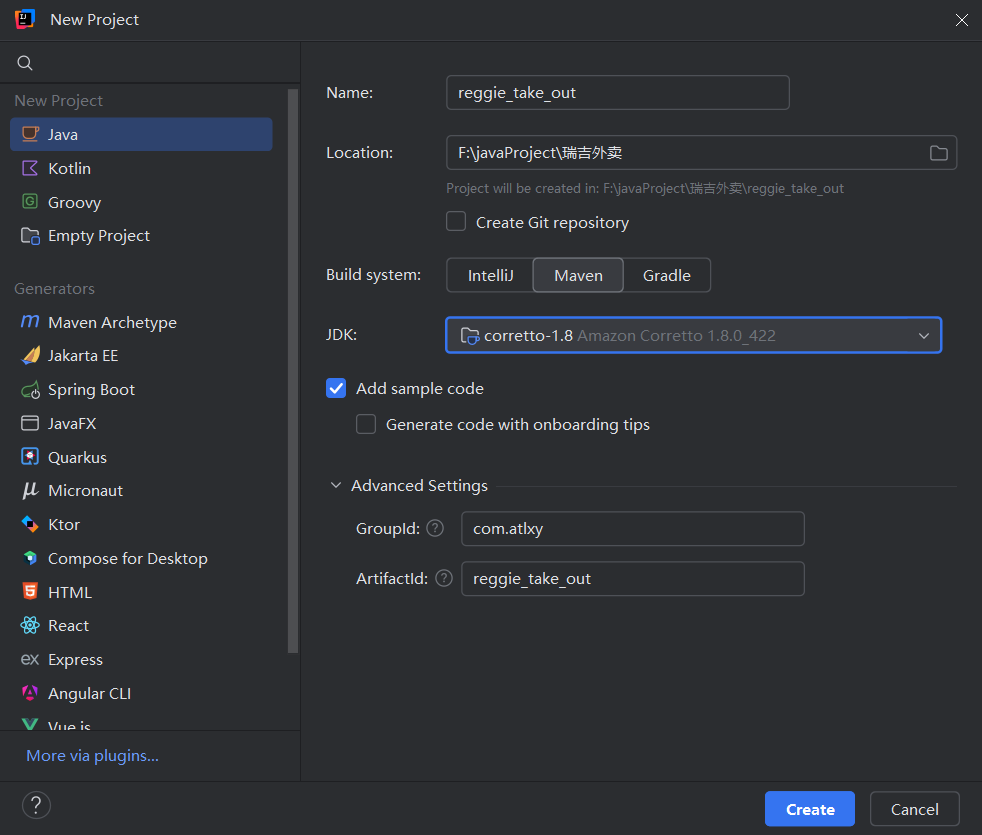 New Project
New Project
Java
Kotlin
Groovy
Empty Project
Generators
Maven Archetype
Jakarta EE
Spring Boot
JavaFX
Quarkus
Micronaut
Ktor
Compose for Desktop
HTML
React
Express
Angular CLI
Vue.js
More via plugins...
Name: reggie_take_out
Location: F:\javaProject\瑞吉外卖
Project will be created in: F:\javaProject\瑞吉外卖\reggie_take_out
Create Git repository
Build system: IntelliJ Maven Gradle
JDK: corretto-1.8 Amazon Corretto 1.8.0_422
Add sample code
Generate code with onboarding tips
Advanced Settings
GroupId: ? com.atlxy
ArtifactId: ? reggie_take_out
? Create Cancel